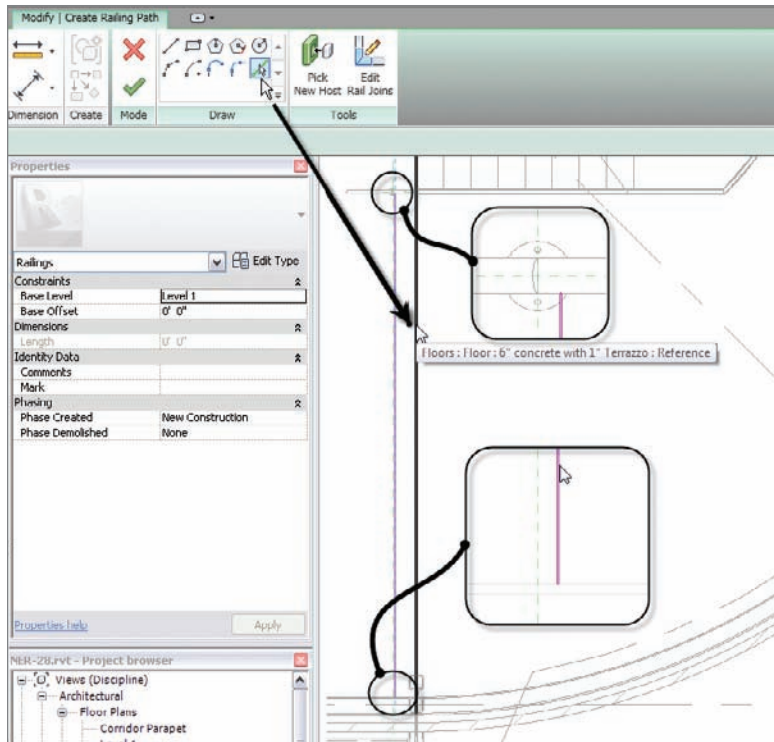 Modify | Create Railing Path
Pick New Host
Edit Rail Joins
Dimension
Create
Mode
Draw
Tools
Properties
Railings
Edit Type
Constraints
Base Level Level 1
Base Offset 0' 0"
Dimensions
Length 0' 0"
Identity Data
Comments
Mark
Phasing
Phase Created New Construction
Phase Demolished None
Floors : Floor : 6" concrete with 1" Terrazzo : Reference
Properties help
Apply
NER-28.rvt - Project browser
Views (Discipline)
Architectural
Floor Plans
Corridor Parapet